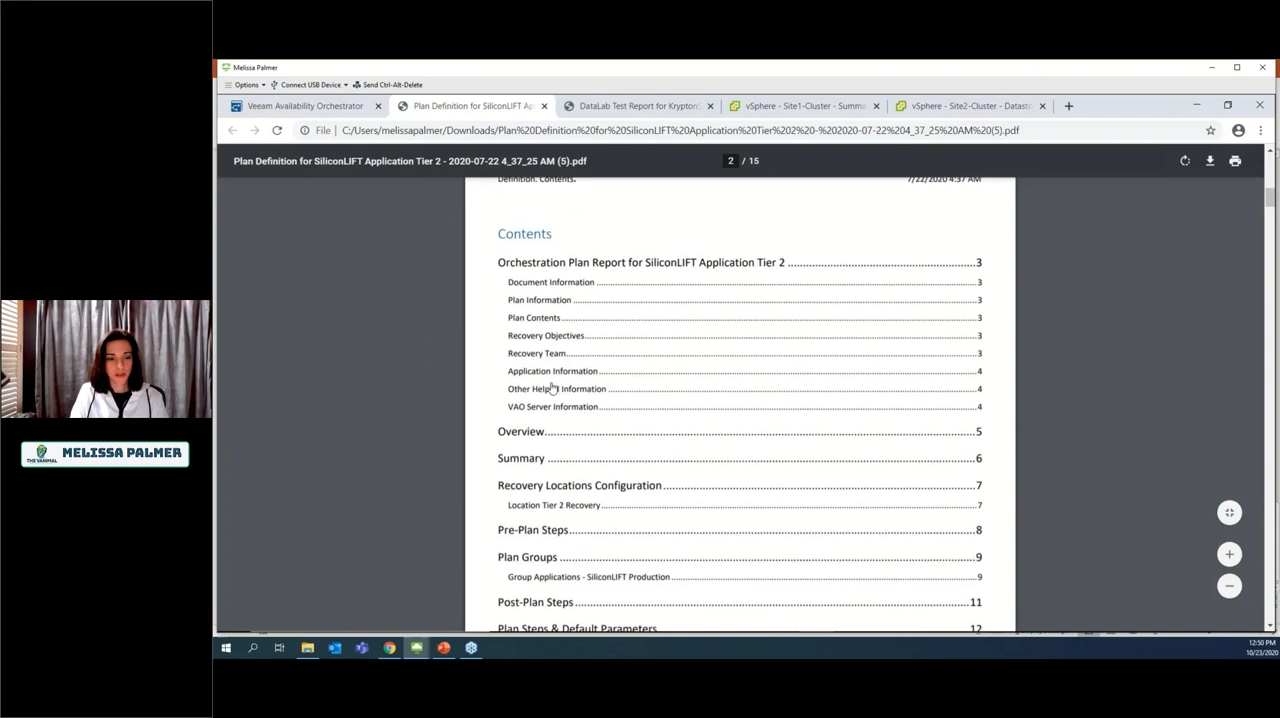 Melissa Palmer
Options Connect USB Device Send Ctrl-Alt-Delete
Veeam Availability Orchestrator
Plan Definition for SiliconLIFT Ap
DataLab Test Report for Krypton
vSphere - Site1-Cluster - Summa
vSphere - Site2-Cluster - Datasto
File C:/Users/melissapalmer/Downloads/Plan%20Definition%20for%20SiliconLIFT%20Application%20Tier%202%20-%202020-07-22%204_37_25%20AM%20(5).pdf
Plan Definition for SiliconLIFT Application Tier 2 - 2020-07-22 4_37_25 AM (5).pdf
2 / 15
Definition. Contents. 7/22/2020 4:37 AM
Contents
Orchestration Plan Report for SiliconLIFT Application Tier 2 3
Document Information 3
Plan Information 3
Plan Contents 3
Recovery Objectives 3
Recovery Team 3
Application Information 4
Other Information 4
VAO Server Information 4
Overview 5
Summary 6
Recovery Locations Configuration 7
Location Tier 2 Recovery 7
Pre-Plan Steps 8
Plan Groups 9
Group Applications - SiliconLIFT Production 9
Post-Plan Steps 11
Plan Steps & Default Parameters 12
THEVANIMAL
MELISSA PALMER
12:50 PM
10/23/2020